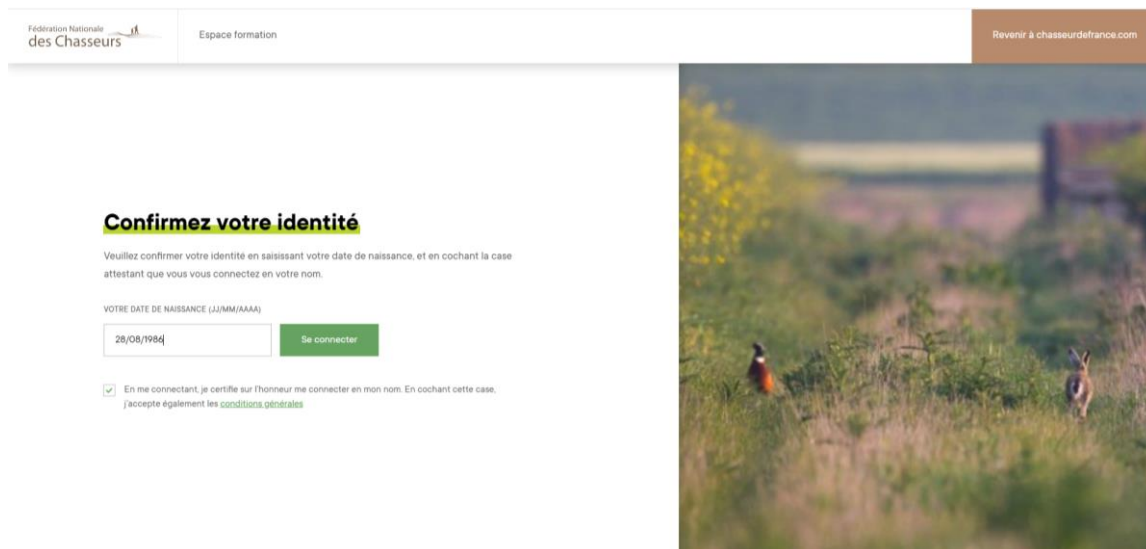 Fédération Nationale
des Chasseurs
Espace formation
Revenir à chasseurdefrance.com
Confirmez votre identité
Veuillez confirmer votre identité en saisissant votre date de naissance, et en cochant la case
attestant que vous vous connectez en votre nom.
VOTRE DATE DE NAISSANCE (JJ/MM/AAAA)
28/08/1986
Se connecter
En me connectant, je certifie sur l'honneur me connecter en mon nom. En cochant cette case,
j'accepte également les conditions générales